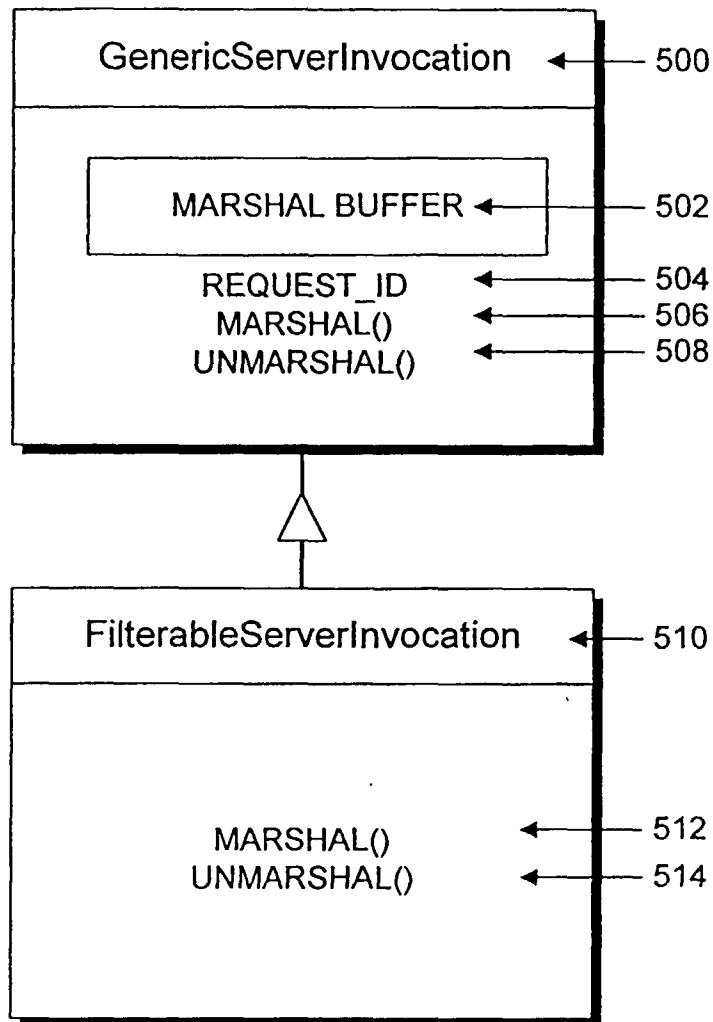 GenericServerInvocation 500
MARSHAL BUFFER 502
REQUEST_ID 504
MARSHAL() 506
UNMARSHAL() 508
FilterableServerInvocation 510
MARSHAL() 512
UNMARSHAL() 514